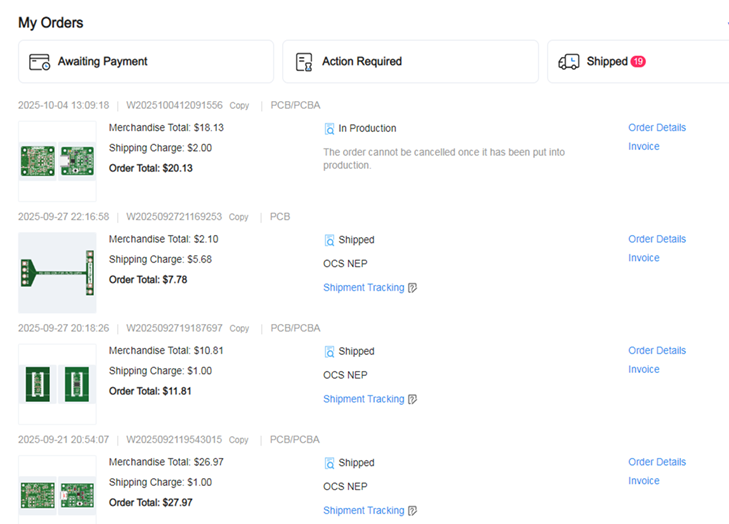 My Orders
Awaiting Payment
Action Required
Shipped 19
2025-10-04 13:09:18 | W2025100412091556 Copy | PCB/PCBA
Merchandise Total: $18.13
Shipping Charge: $2.00
Order Total: $20.13
In Production
The order cannot be cancelled once it has been put into
production.
Order Details
Invoice
2025-09-27 22:16:58 | W2025092721169253 Copy | PCB
Merchandise Total: $2.10
Shipping Charge: $5.68
Order Total: $7.78
Shipped
OCS NEP
Shipment Tracking
Order Details
Invoice
2025-09-27 20:18:26 | W2025092719187697 Copy | PCB/PCBA
Merchandise Total: $10.81
Shipping Charge: $1.00
Order Total: $11.81
Shipped
OCS NEP
Shipment Tracking
Order Details
Invoice
2025-09-21 20:54:07 | W2025092119543015 Copy | PCB/PCBA
Merchandise Total: $26.97
Shipping Charge: $1.00
Order Total: $27.97
Shipped
OCS NEP
Shipment Tracking
Order Details
Invoice